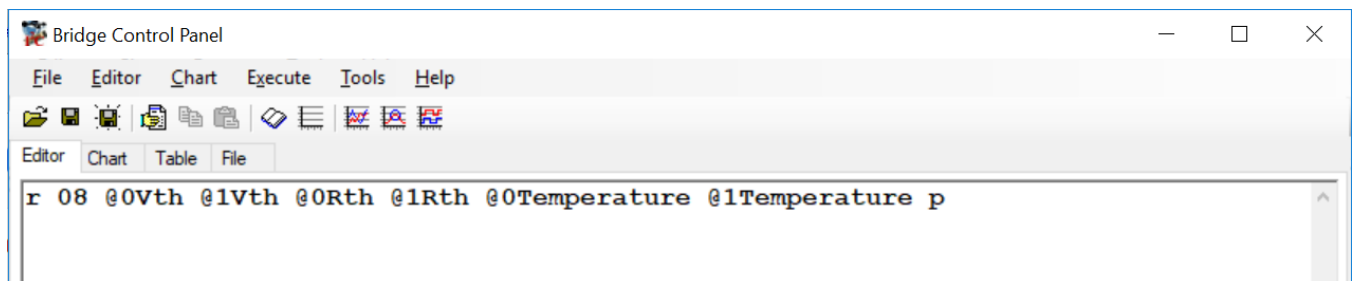 Bridge Control Panel
File Editor Chart Execute Tools Help
Editor Chart Table File
r 08 @0Vth @1Vth @0Rth @1Rth @0Temperature @1Temperature p